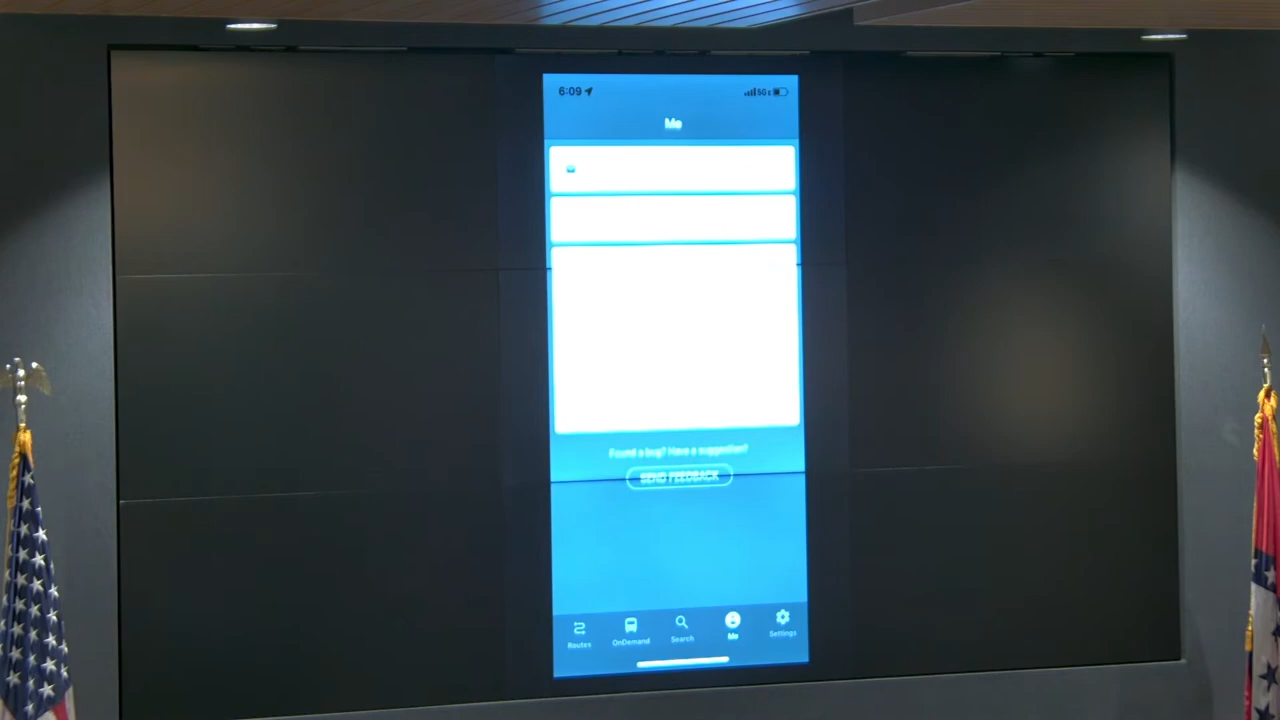 6:09
5G
Me
Found a bug? Have a suggestion?
SEND FEEDBACK
Routes
OnDemand
Search
Me
Settings